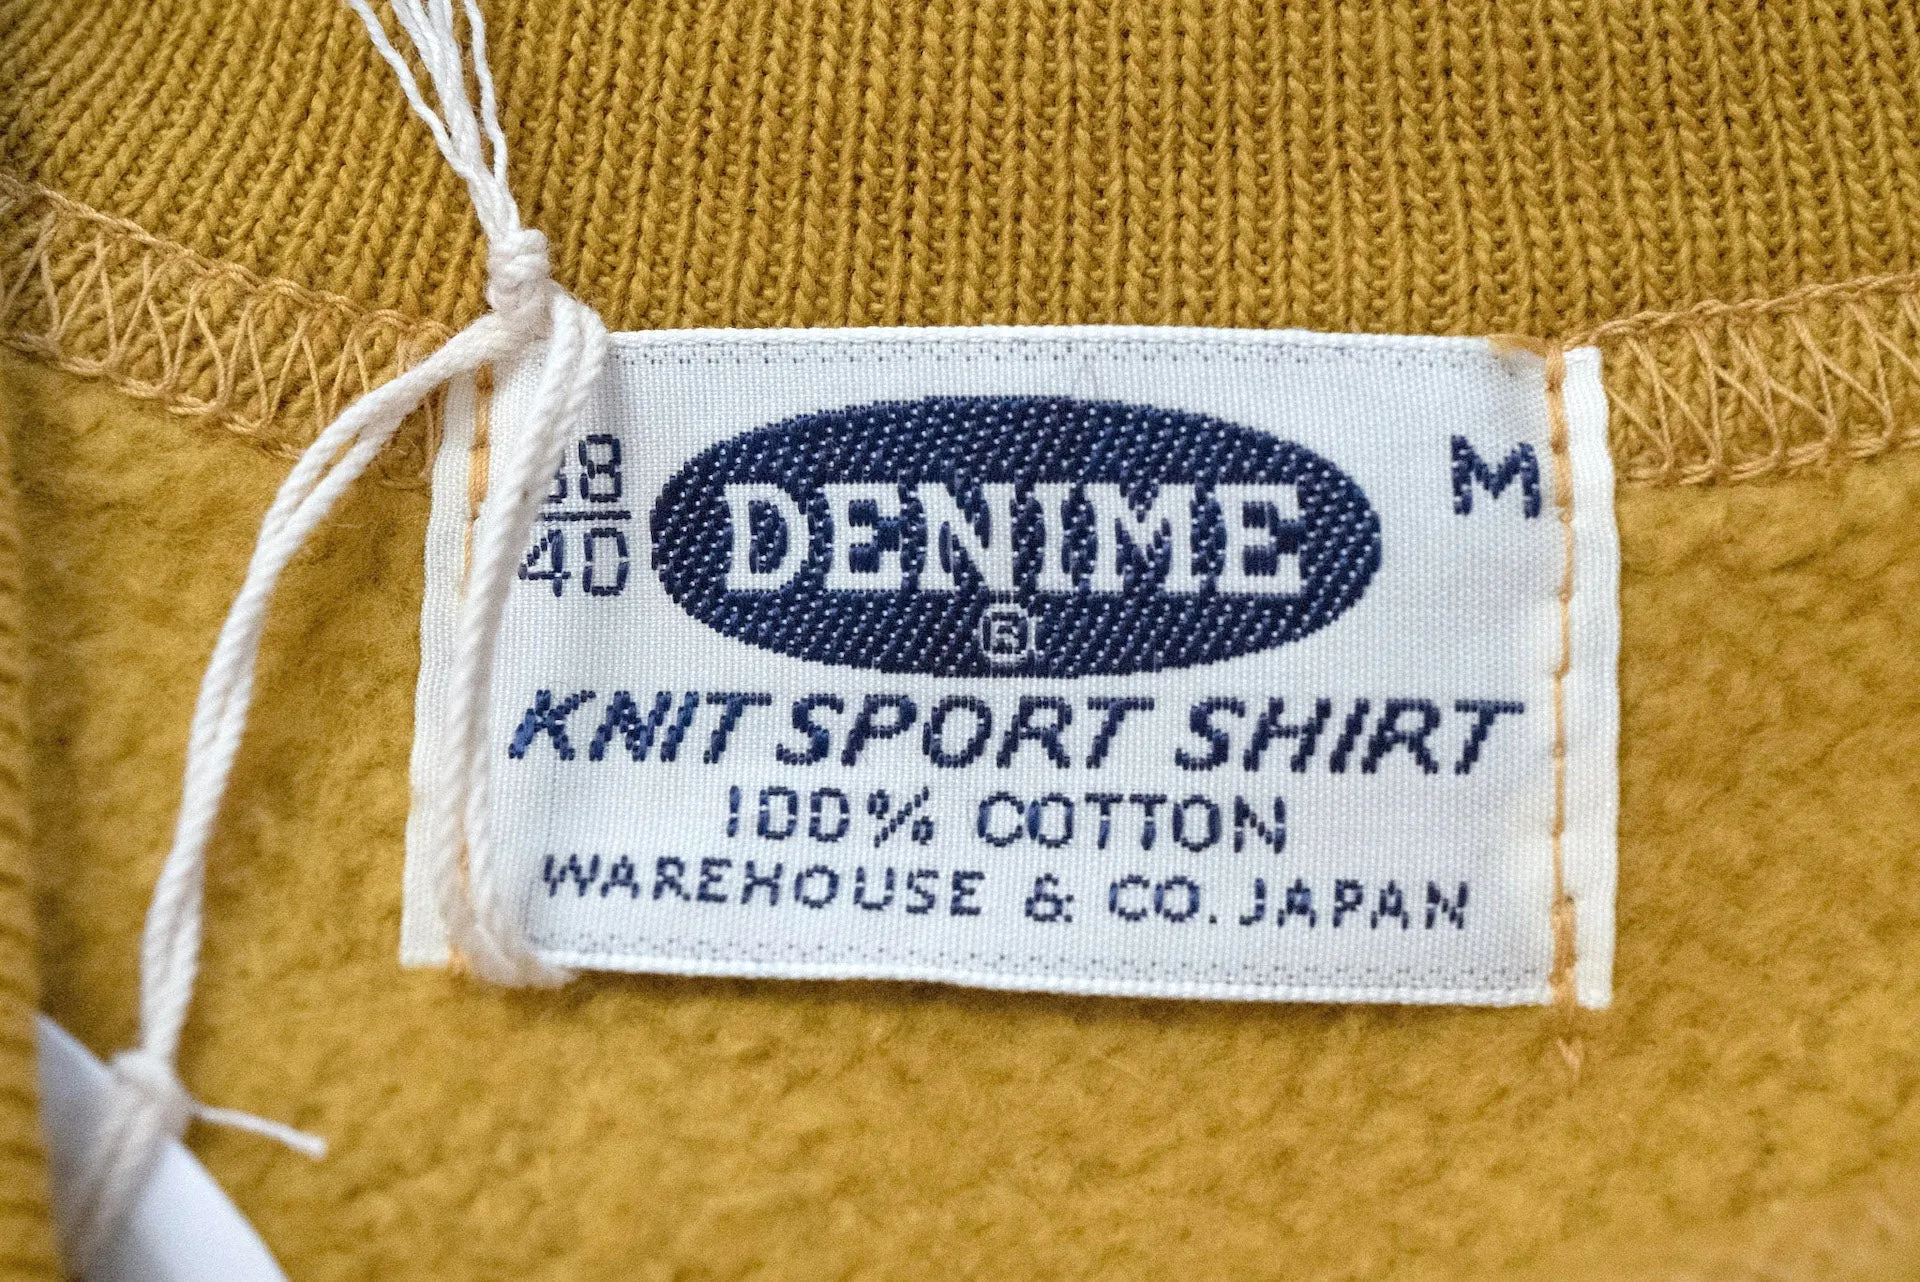 38
40
DENIME
®
M
KNIT SPORT SHIRT
100% COTTON
WAREHOUSE & CO. JAPAN